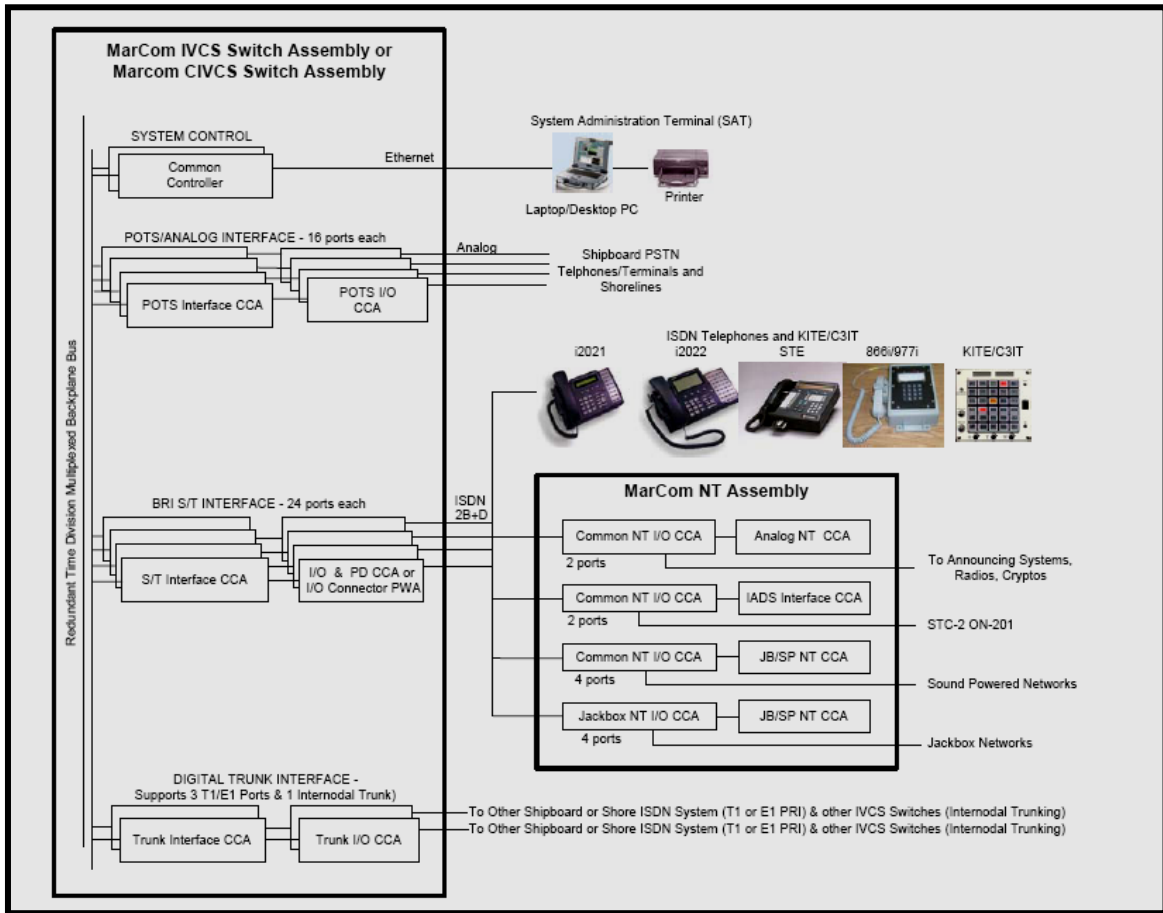 MarCom IVCS Switch Assembly or
Marcom CIVCS Switch Assembly
Redundant Time Division Multiplexed Backplane Bus
SYSTEM CONTROL
Common
Controller
Ethernet
System Administration Terminal (SAT)
Laptop/Desktop PC
Printer
POTS/ANALOG INTERFACE - 16 ports each
POTS Interface CCA
POTS I/O
CCA
Analog
Shipboard PSTN
Telphones/Terminals and
Shorelines
ISDN Telephones and KITE/C3IT
i2021
i2022
STE
866i/977i
KITE/C3IT
BRI S/T INTERFACE - 24 ports each
S/T Interface CCA
I/O & PD CCA or
I/O Connector PWA
ISDN
2B+D
MarCom NT Assembly
Common NT I/O CCA
Analog NT CCA
2 ports
To Announcing Systems,
Radios, Cryptos
Common NT I/O CCA
IADS Interface CCA
2 ports
STC-2 ON-201
Common NT I/O CCA
JB/SP NT CCA
4 ports
Sound Powered Networks
Jackbox NT I/O CCA
JB/SP NT CCA
4 ports
Jackbox Networks
DIGITAL TRUNK INTERFACE -
Supports 3 T1/E1 Ports & 1 Internodal Trunk)
Trunk Interface CCA
Trunk I/O CCA
To Other Shipboard or Shore ISDN System (T1 or E1 PRI) & other IVCS Switches (Internodal Trunking)
To Other Shipboard or Shore ISDN System (T1 or E1 PRI) & other IVCS Switches (Internodal Trunking)